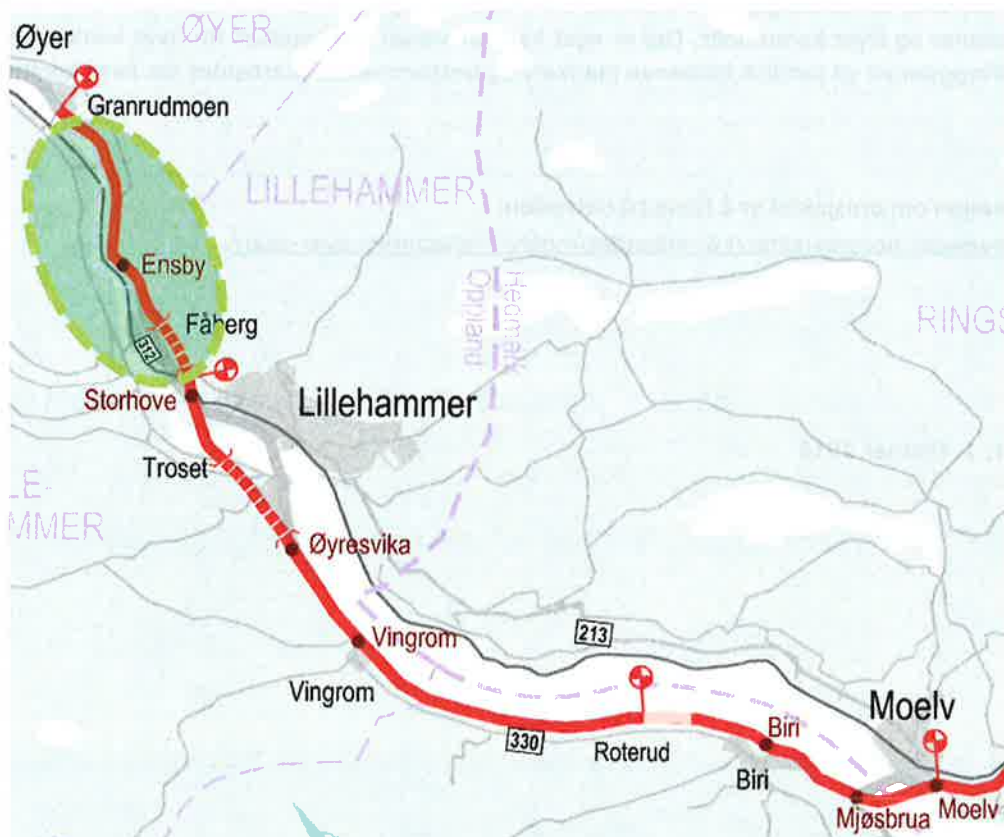 Øyer
ØYER
Granrudmoen
LILLEHAMMER
Ensby
Hedmark
Oppland
RINGS
Fåberg
312
Storhove
Lillehammer
Troset
LE-
MMER
Øyresvika
213
Vingrom
Vingrom
Moelv
330
Roterud
Biri
Biri
Mjøsbrua
Moelv